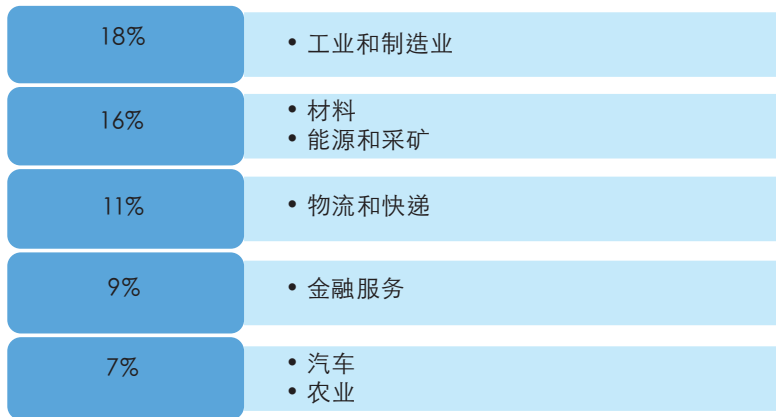 18%
• 工业和制造业
16%
• 材料
• 能源和采矿
11%
• 物流和快递
9%
• 金融服务
7%
• 汽车
• 农业